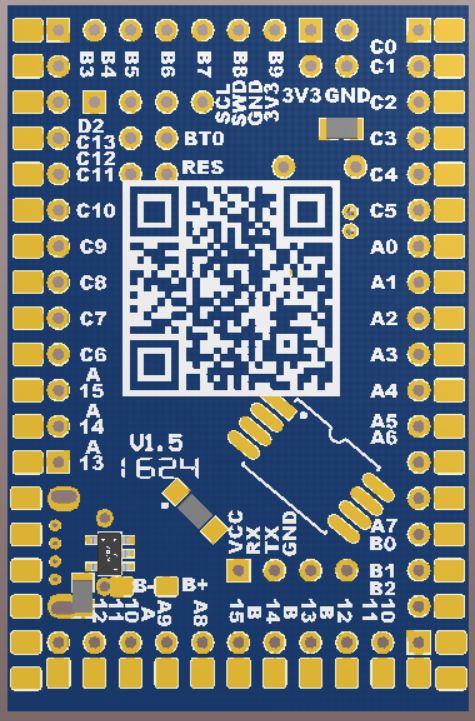 B3 B4 B5 B6 B7 B8 B9
C0
C1
SCL SWD GND 3V3
3V3 GND C2
D2
C13
BT0
C3
C12
C11
RES
C4
C10
C5
C9
A0
C8
A1
C7
A2
C6
A3
A
15
A4
A
14
A5
A6
A
13
V1.5
1624
VCC RX TX GND
A7
B0
B1
B- B+
B2
12 11 10 A A9 A8 15 B 14 B 13 B 12 11 10